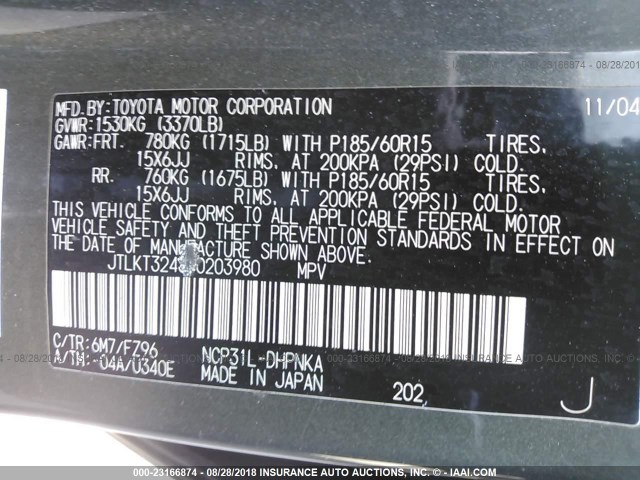 MFD.BY:TOYOTA MOTOR CORPORATION 11/04
GVWR:1530KG (3370LB)
GAWR:FRT. 780KG (1715LB) WITH P185/60R15 TIRES,
15X6JJ RIMS, AT 200KPA (29PSI) COLD.
RR. 760KG (1675LB) WITH P185/60R15 TIRES,
15X6JJ RIMS, AT 200KPA (29PSI) COLD.
THIS VEHICLE CONFORMS TO ALL APPLICABLE FEDERAL MOTOR
VEHICLE SAFETY AND THEFT PREVENTION STANDARDS IN EFFECT ON
THE DATE OF MANUFACTURE SHOWN ABOVE.
MPV
C/TR:6M7/FZ96 NCP31L-DHPNKA
A/TM:-04A/U340E MADE IN JAPAN
202 J
000-23166874 - 08/28/2018 INSURANCE AUTO AUCTIONS, INC. (C) - IAAI.COM